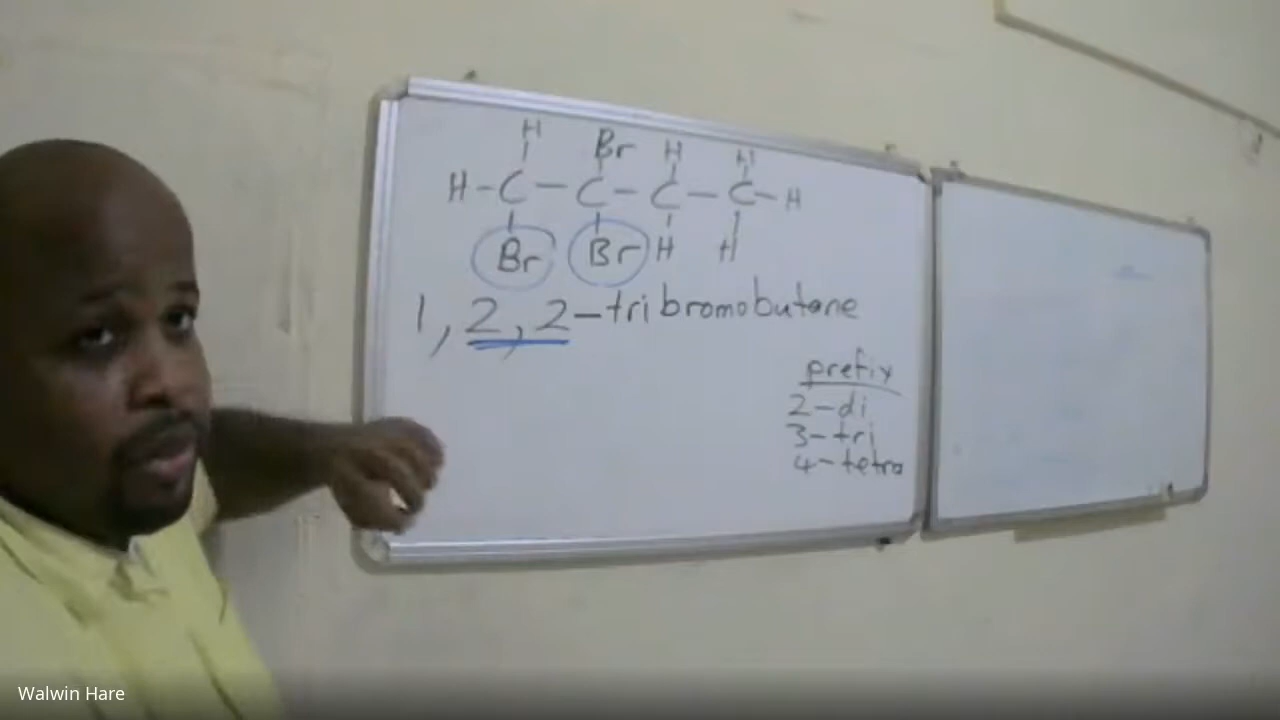 H Br H H
H-C-C-C-C-H
Br Br H H
1, 2, 2-tribromobutane
prefix
2-di
3-tri
4-tetra
Walwin Hare